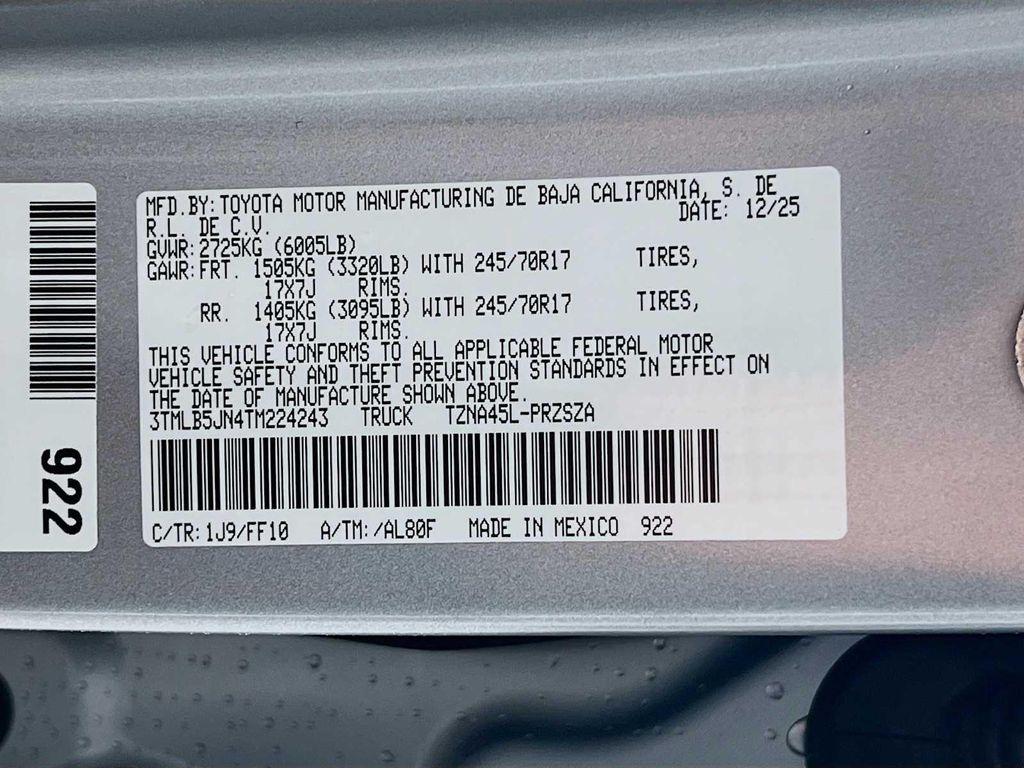 MFD.BY: TOYOTA MOTOR MANUFACTURING DE BAJA CALIFORNIA, S. DE
R.L. DE C.V. DATE: 12/25
GVWR: 2725KG (6005LB)
GAWR: FRT. 1505KG (3320LB) WITH 245/70R17 TIRES,
17X7J RIMS.
RR. 1405KG (3095LB) WITH 245/70R17 TIRES,
17X7J RIMS.
THIS VEHICLE CONFORMS TO ALL APPLICABLE FEDERAL MOTOR
VEHICLE SAFETY AND THEFT PREVENTION STANDARDS IN EFFECT ON
THE DATE OF MANUFACTURE SHOWN ABOVE.
3TMLB5JN4TM224243 TRUCK TZNA45L-PRZSZA
C/TR: 1J9/FF10 A/TM: /AL80F MADE IN MEXICO 922
922